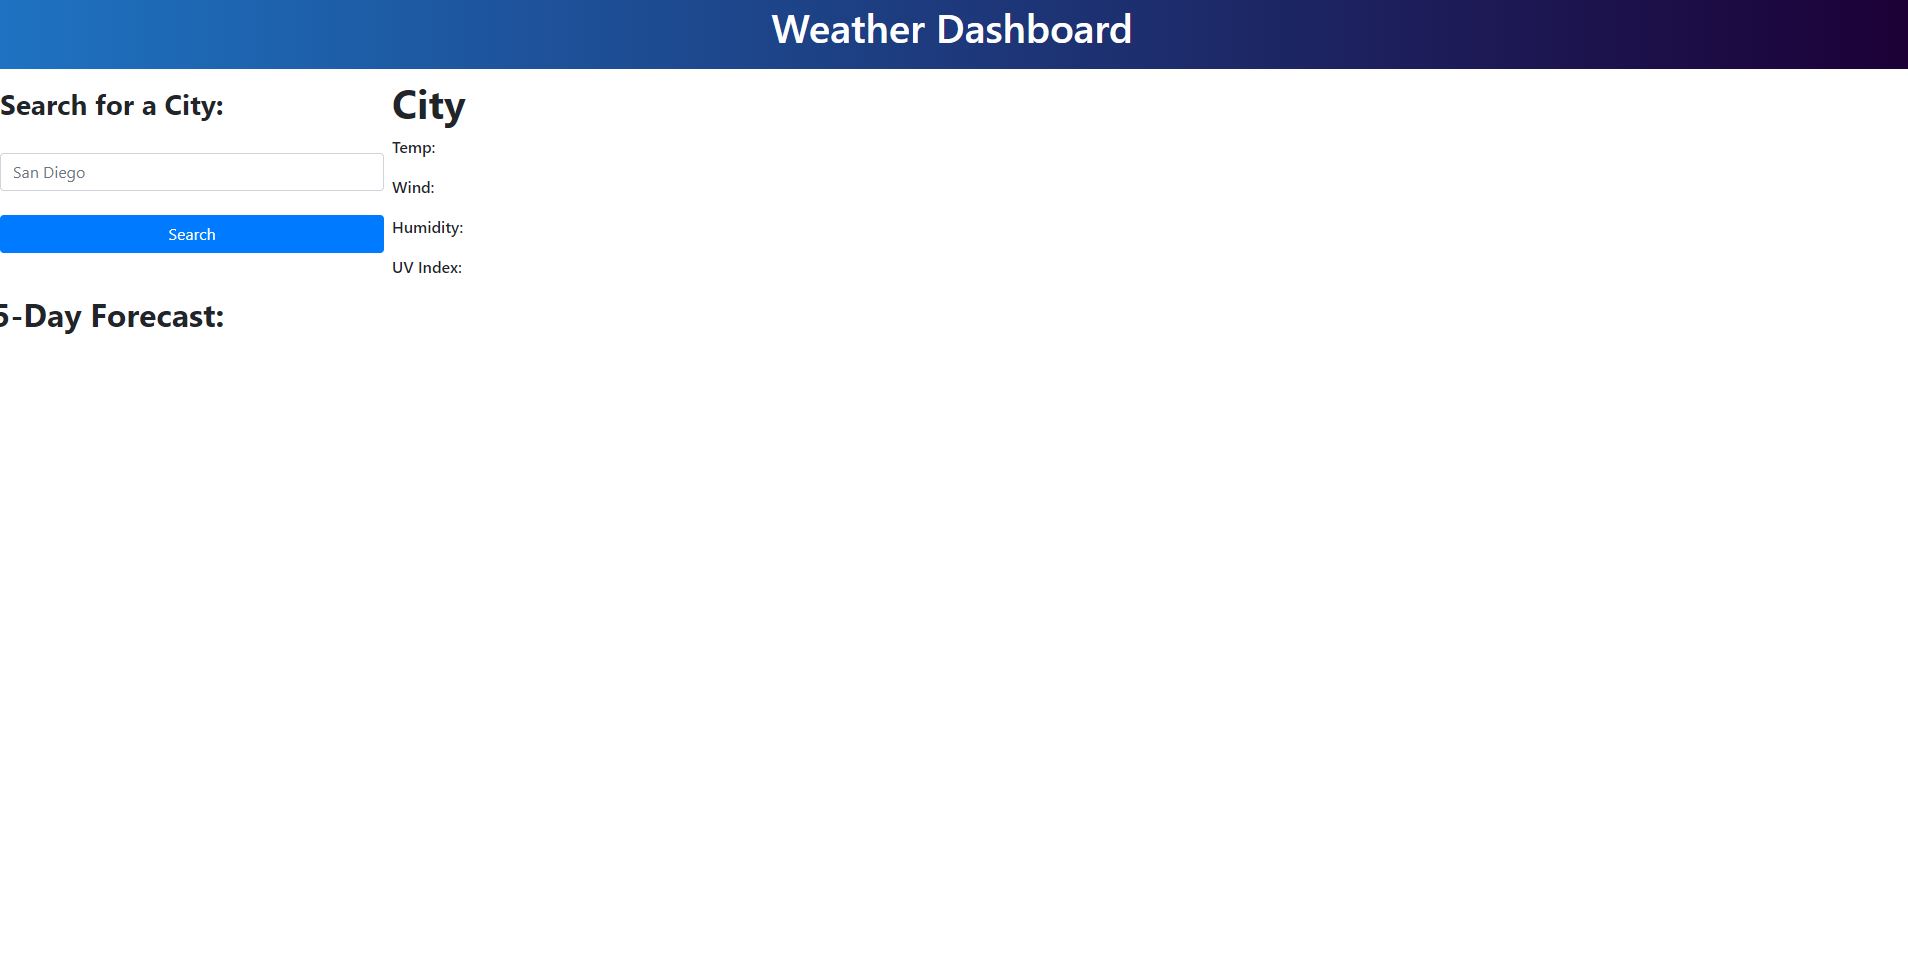 Weather Dashboard
Search for a City:
San Diego
Search
City
Temp:
Wind:
Humidity:
UV Index:
5-Day Forecast: